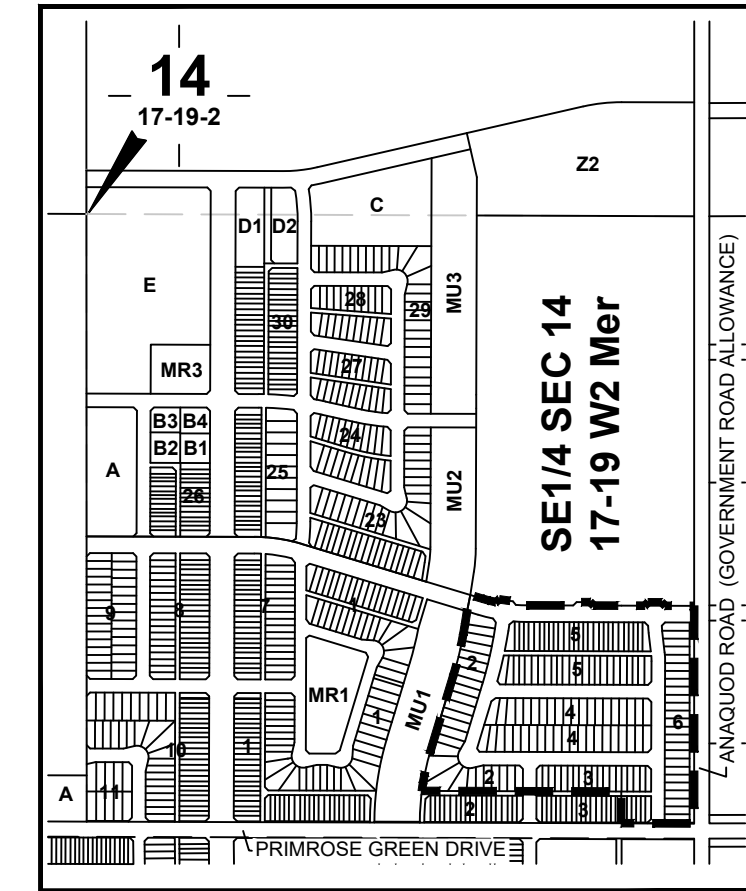 14
17-19-2
Z2
C
D1
D2
E
MU3
28
29
30
27
MR3
SE1/4 SEC 14
17-19 W2 Mer
ANAQUOD ROAD (GOVERNMENT ROAD ALLOWANCE)
B3
B4
24
B2
B1
A
25
MU2
26
23
9
8
7
1
5
2
5
MR1
1
MU1
4
4
6
10
1
2
3
A
11
2
3
PRIMROSE GREEN DRIVE